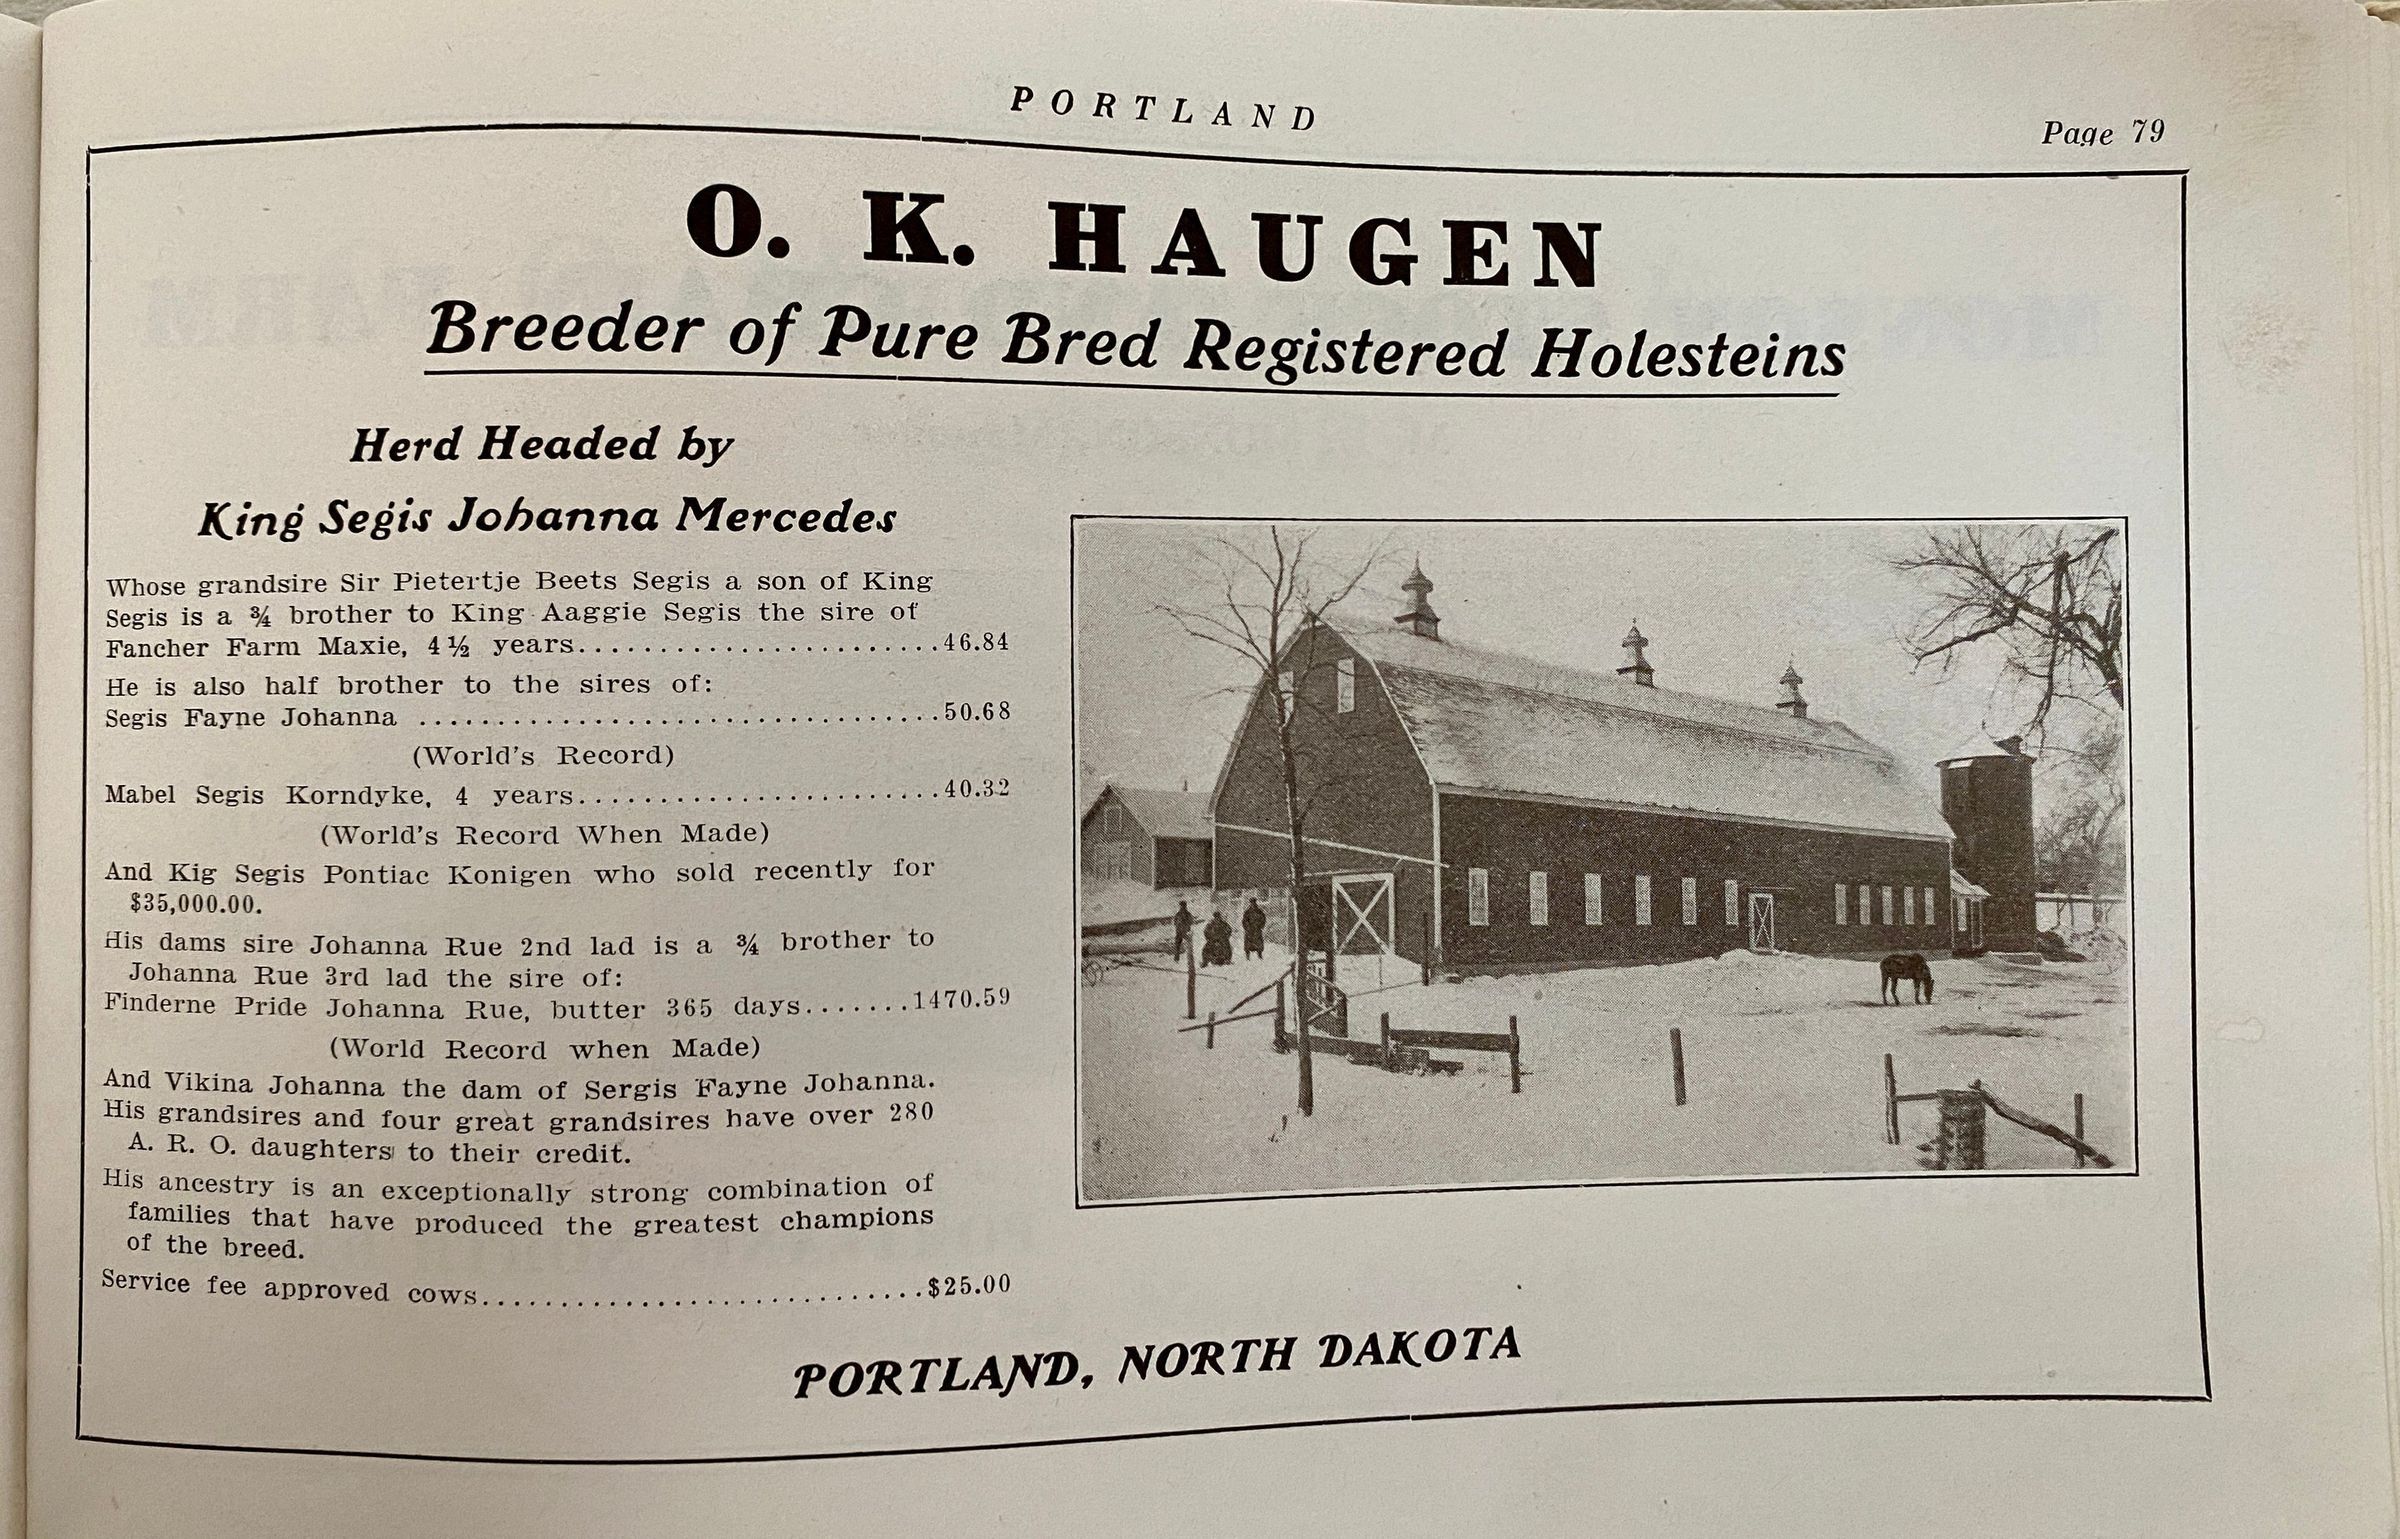 PORTLAND
Page 79
O. K. HAUGEN
Breeder of Pure Bred Registered Holesteins
Herd Headed by
King Segis Johanna Mercedes
Whose grandsire Sir Pietertje Beets Segis a son of King
Segis is a ¾ brother to King Aaggie Segis the sire of
Fancher Farm Maxie, 4½ years.......................46.84
He is also half brother to the sires of:
Segis Fayne Johanna .................................50.68
(World's Record)
Mabel Segis Korndyke, 4 years.......................40.32
(World's Record When Made)
And Kig Segis Pontiac Konigen who sold recently for
$35,000.00.
His dams sire Johanna Rue 2nd lad is a ¾ brother to
Johanna Rue 3rd lad the sire of:
Finderne Pride Johanna Rue, butter 365 days.......1470.59
(World Record when Made)
And Vikina Johanna the dam of Sergis Fayne Johanna.
His grandsires and four great grandsires have over 280
A. R. O. daughters to their credit.
His ancestry is an exceptionally strong combination of
families that have produced the greatest champions
of the breed.
Service fee approved cows............................$25.00
PORTLAND, NORTH DAKOTA